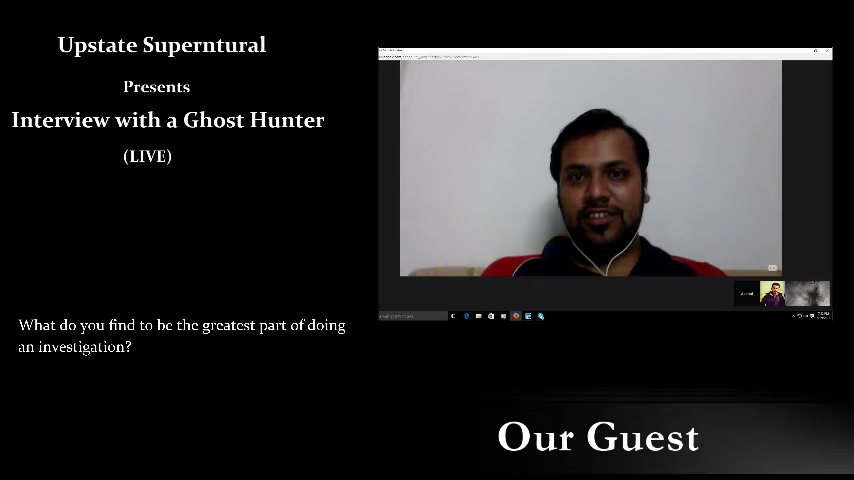 Upstate Superntural
Presents
Interview with a Ghost Hunter
(LIVE)
What do you find to be the greatest part of doing
an investigation?
Our Guest